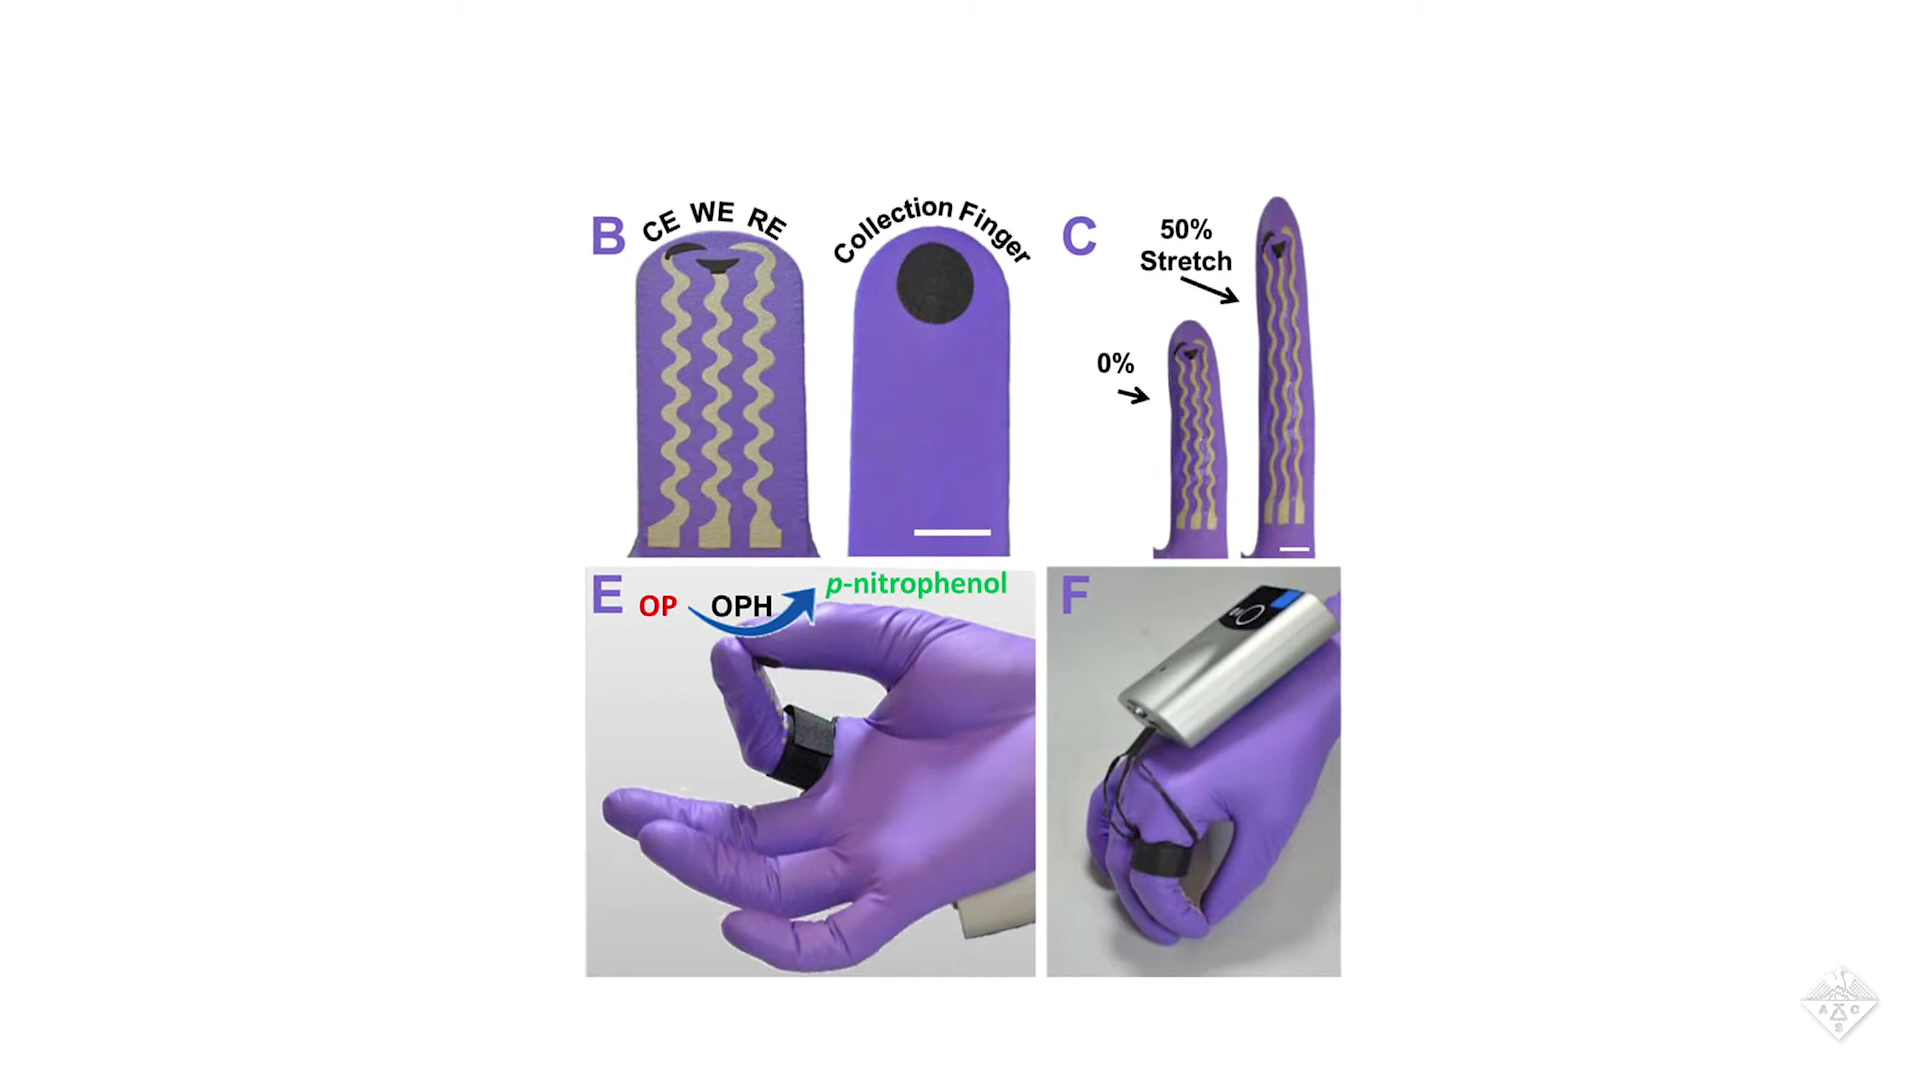 B
CE WE RE
Collection Finger
C
50%
Stretch
0%
E
OP
OPH
p-nitrophenol
F
A C
S